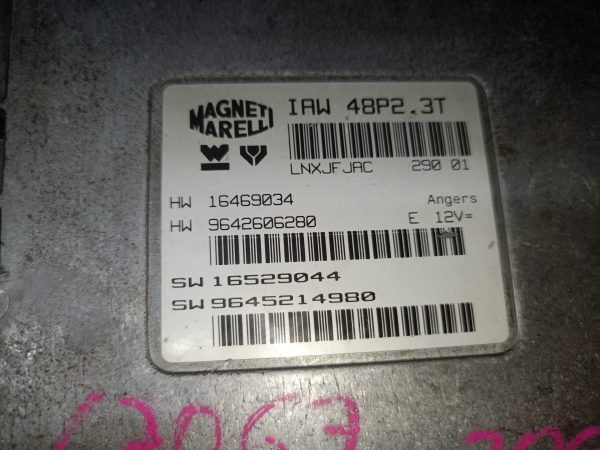 MAGNETI MARELLI
IAW 48P2.3T
LNXJFJAC 290 01
HW 16469034 Angers
HW 9642606280 E 12V=
SW 16529044
SW 9645214980